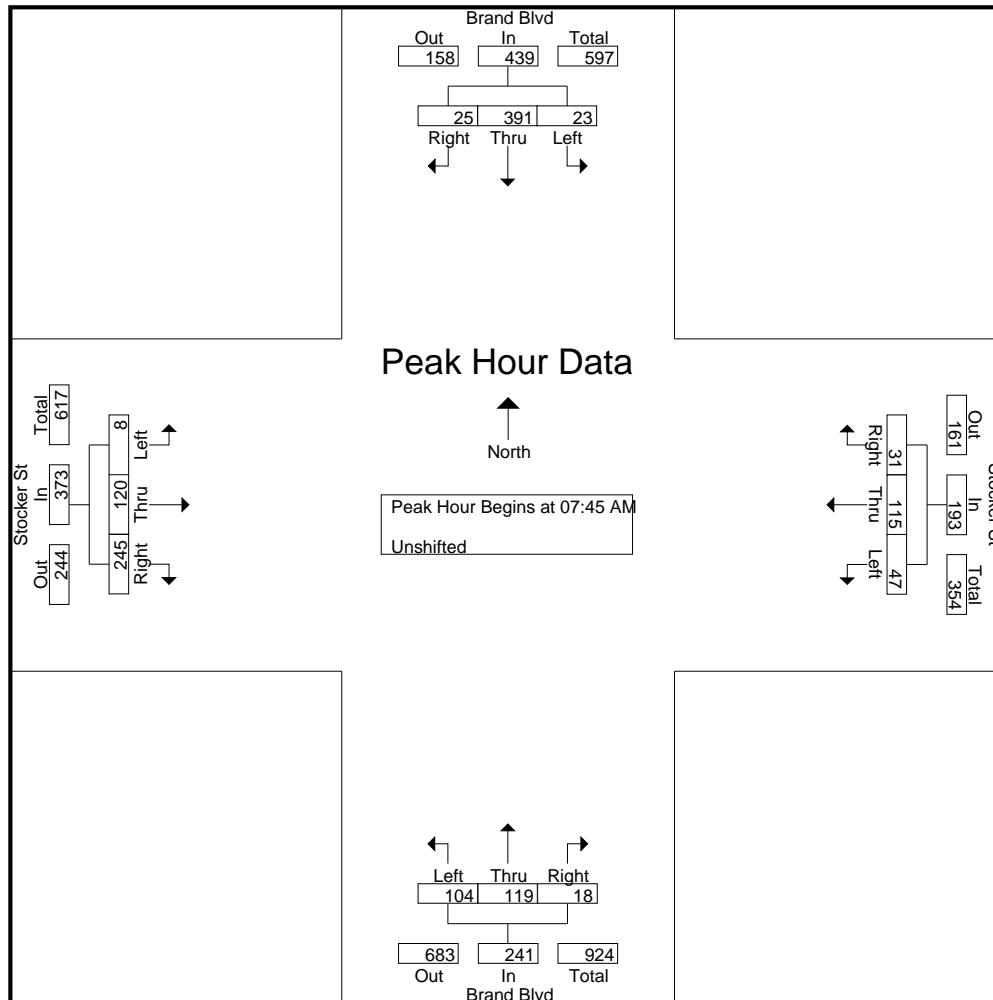 Brand Blvd
Out In Total
158 439 597
25 391 23
Right Thru Left
Peak Hour Data
North
Peak Hour Begins at 07:45 AM
Unshifted
Stocker St
Total In Out
617 373 244
8 120 245
Left Thru Right
Right Thru Left
31 115 47
Out In Total
161 193 354
Stocker St
Left Thru Right
104 119 18
683 241 924
Out In Total
Brand Blvd